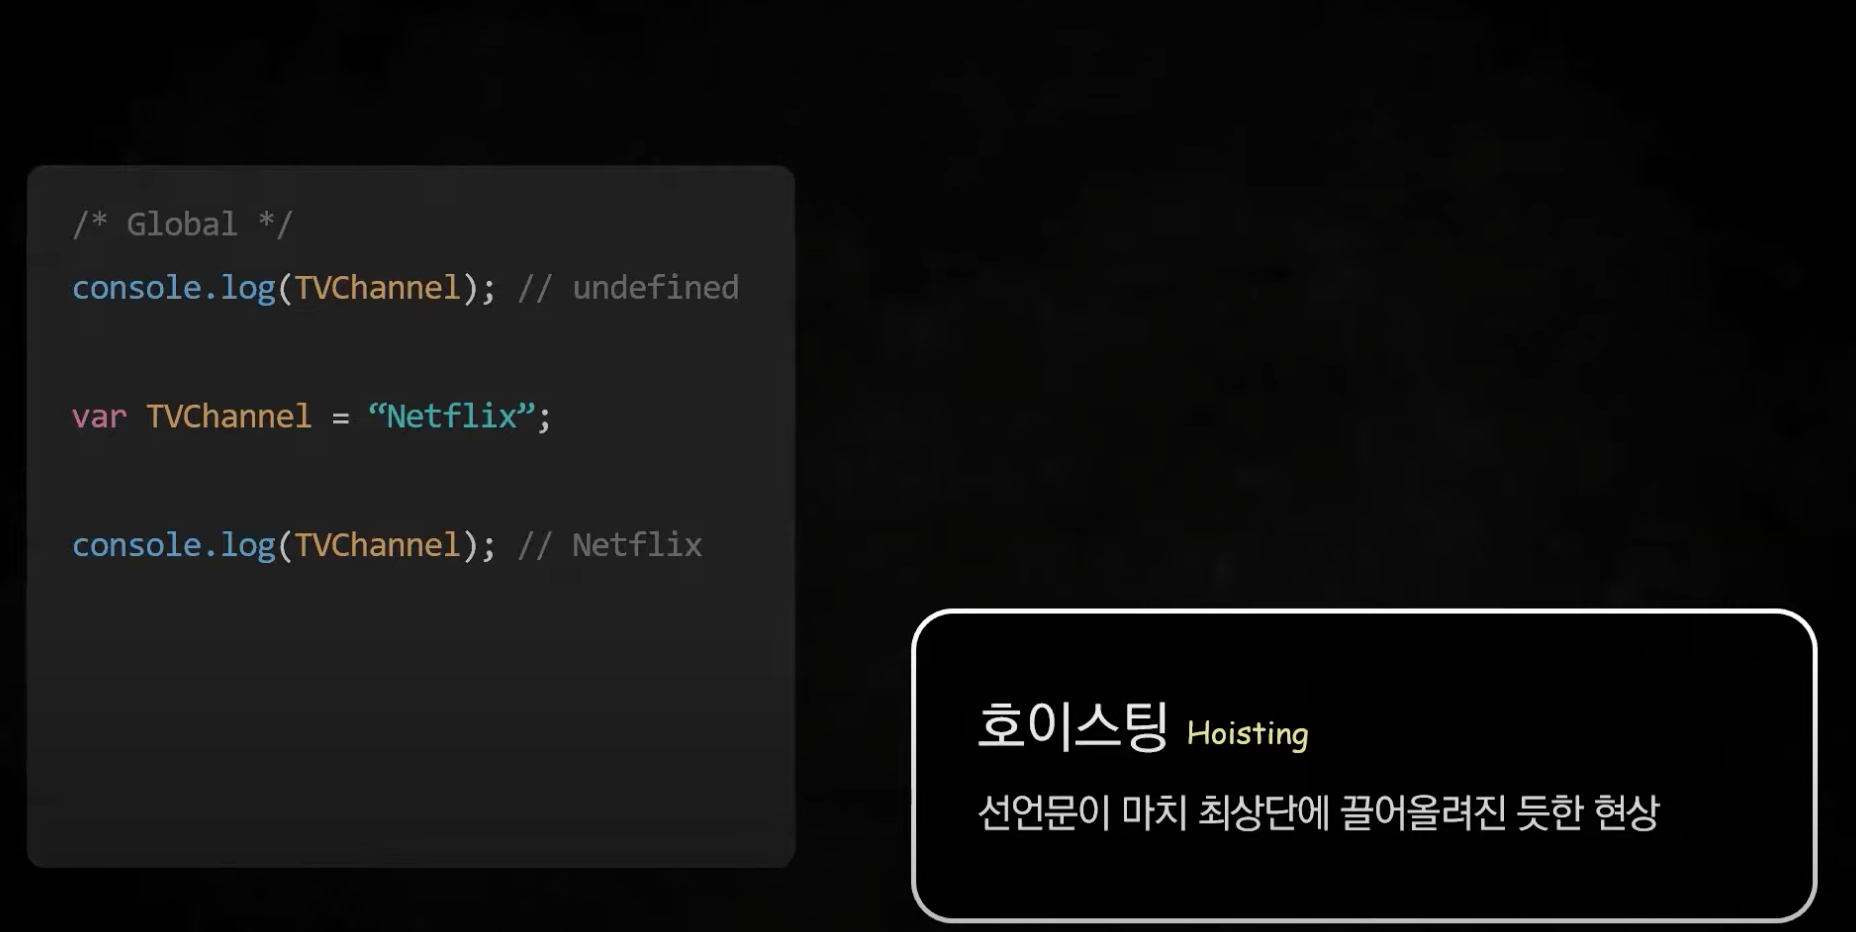 /* Global */
console.log(TVChannel); // undefined
var TVChannel = “Netflix”;
console.log(TVChannel); // Netflix
호이스팅 Hoisting
선언문이 마치 최상단에 끌어올려진 듯한 현상